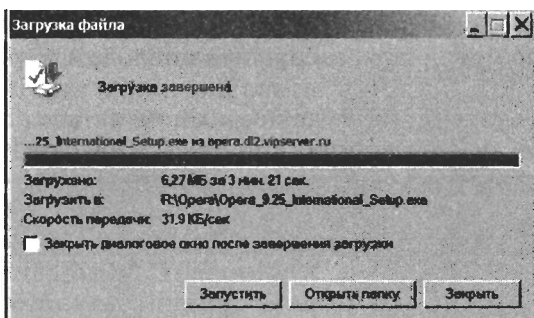 Загрузка файла
Загрузка завершена
...25_International_Setup.exe из opera.dl2.vipserver.ru
Загружено: 6,27 МБ за 3 мин. 21 сек.
Загрузить в: R:\Opera\Opera_9.25_International_Setup.exe
Скорость передачи: 31,9 КБ/сек
Закрыть диалоговое окно после завершения загрузки
Запустить Открыть папку Закрыть